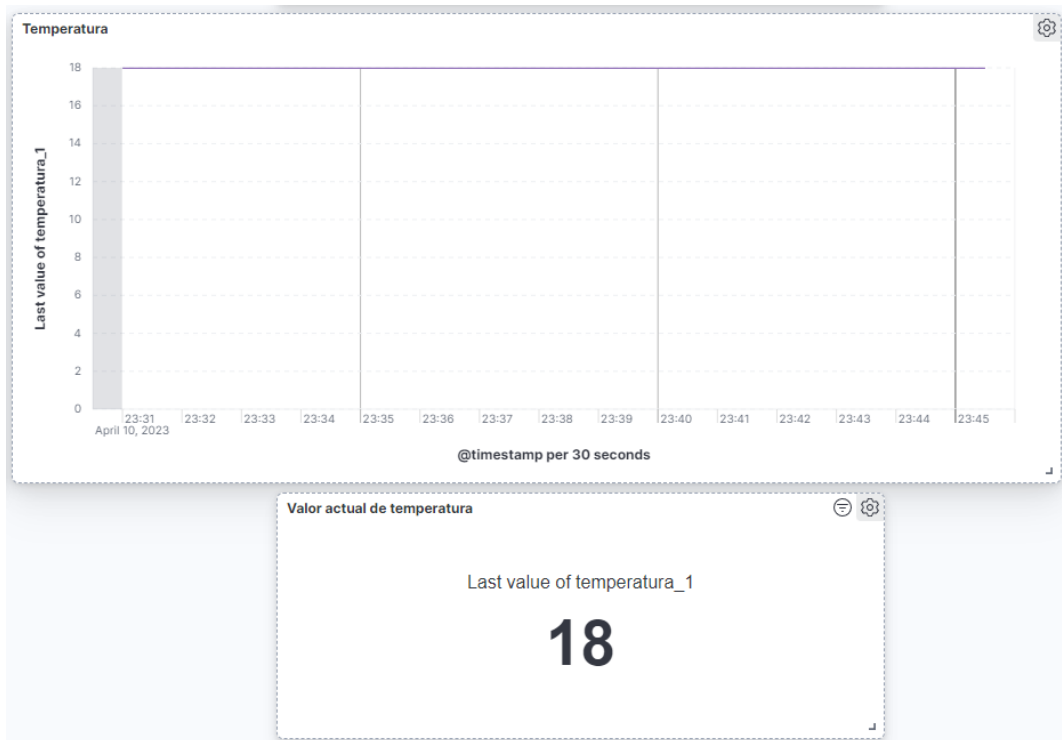 Temperatura
Last value of temperatura_1
18
16
14
12
10
8
6
4
2
0
23:31 23:32 23:33 23:34 23:35 23:36 23:37 23:38 23:39 23:40 23:41 23:42 23:43 23:44 23:45
April 10, 2023
@timestamp per 30 seconds
Valor actual de temperatura
Last value of temperatura_1
18